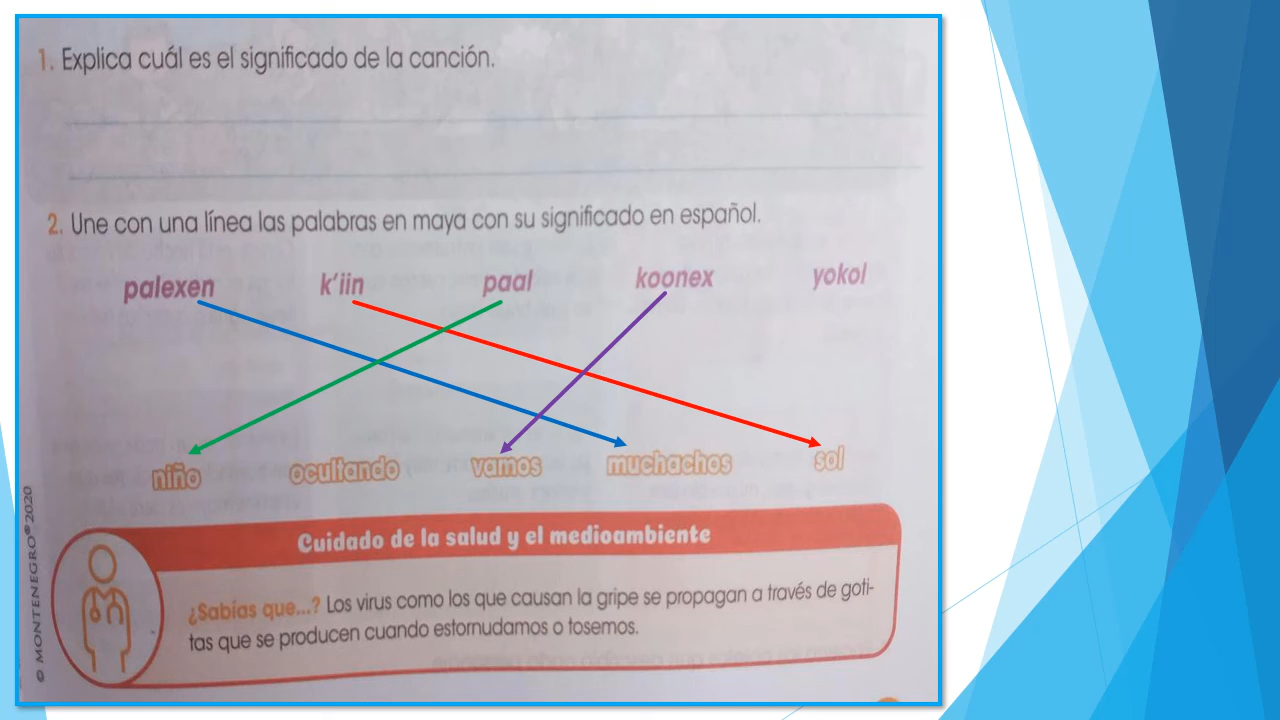 1. Explica cuál es el significado de la canción.
2. Une con una línea las palabras en maya con su significado en español.
palexen k'iin paal koonex yokol
niño ocultando vamos muchachos sol
Cuidado de la salud y el medioambiente
¿Sabías que...? Los virus como los que causan la gripe se propagan a través de goti-
tas que se producen cuando estornudamos o tosemos.
© MONTENEGRO®2020